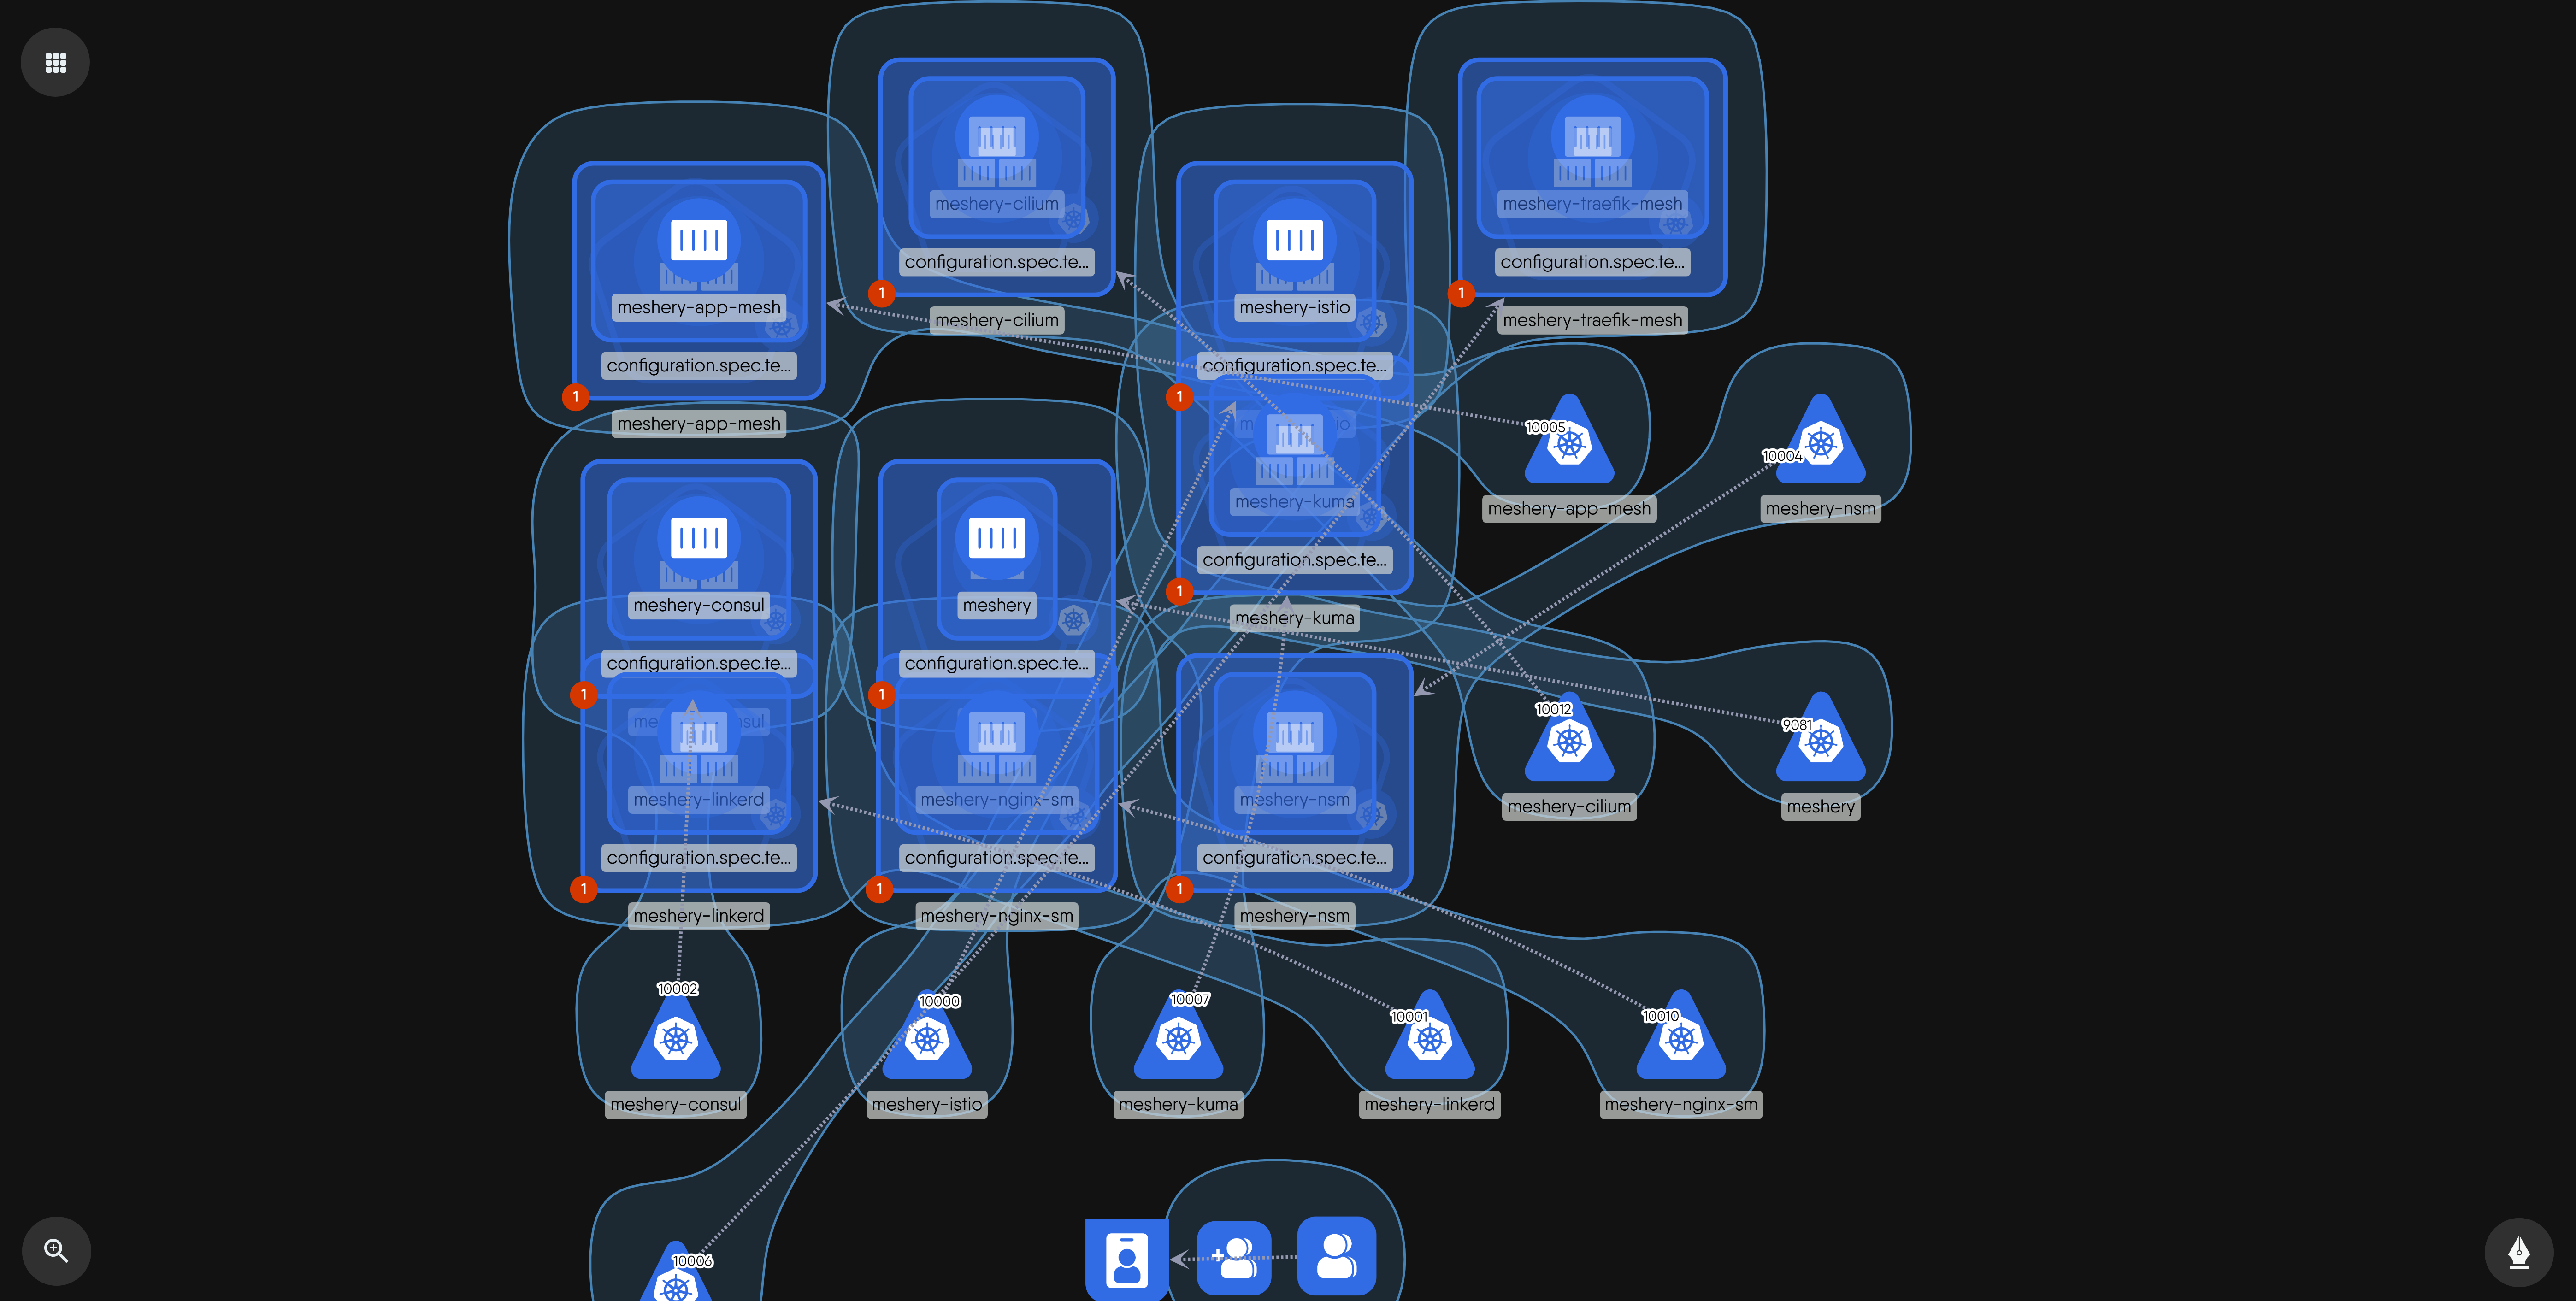 meshery-cilium
configuration.spec.te...
1
meshery-cilium
meshery-traefik-mesh
configuration.spec.te...
1
meshery-traefik-mesh
meshery-app-mesh
configuration.spec.te...
1
meshery-app-mesh
meshery-istio
configuration.spec.te...
1
meshery-kuma
configuration.spec.te...
1
meshery-kuma
10005
meshery-app-mesh
10004
meshery-nsm
meshery-consul
configuration.spec.te...
1
meshery
configuration.spec.te...
1
meshery-linkerd
configuration.spec.te...
1
meshery-linkerd
meshery-nginx-sm
configuration.spec.te...
1
meshery-nginx-sm
meshery-nsm
configuration.spec.te...
1
meshery-nsm
10012
meshery-cilium
9081
meshery
10002
meshery-consul
10000
meshery-istio
10007
meshery-kuma
10001
meshery-linkerd
10010
meshery-nginx-sm
10006